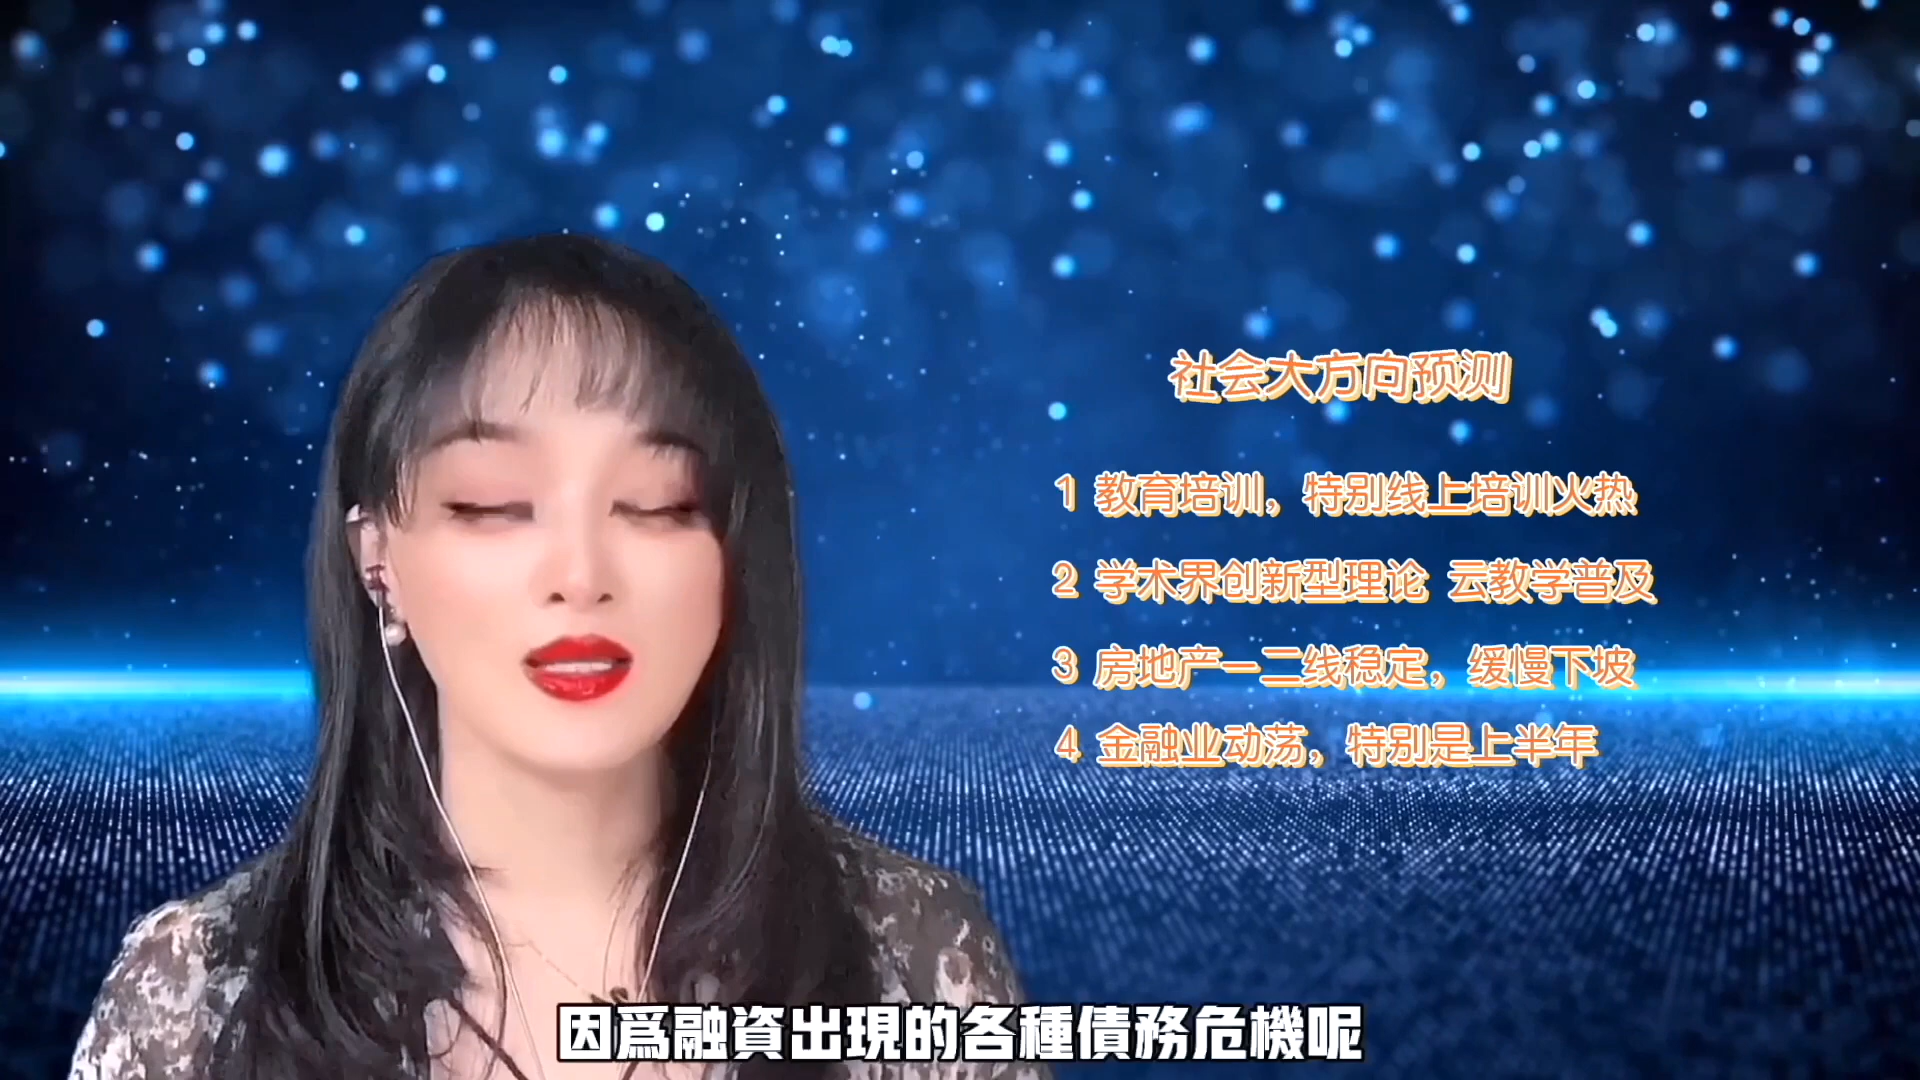 社会大方向预测
1 教育培训，特别线上培训火热
2 学术界创新型理论 云教学普及
3 房地产一二线稳定，缓慢下坡
4 金融业动荡，特别是上半年
因爲融資出現的各種債務危機呢